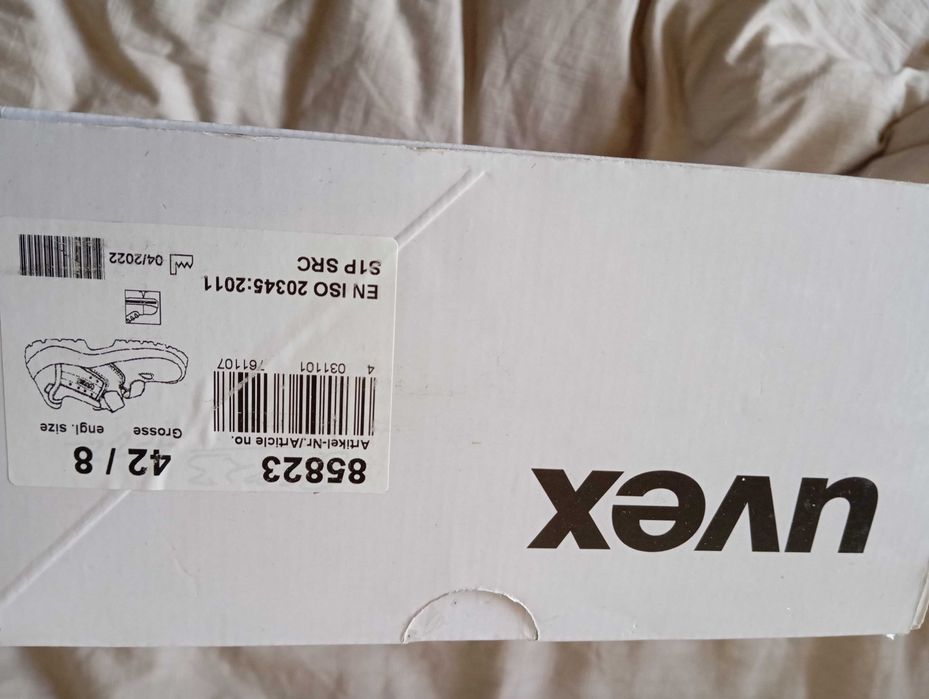 uvex
85823
Artikel-Nr./Article no.
42 / 8
Grosse engl. size
4 031101 761107
EN ISO 20345:2011
S1P SRC
04/2022